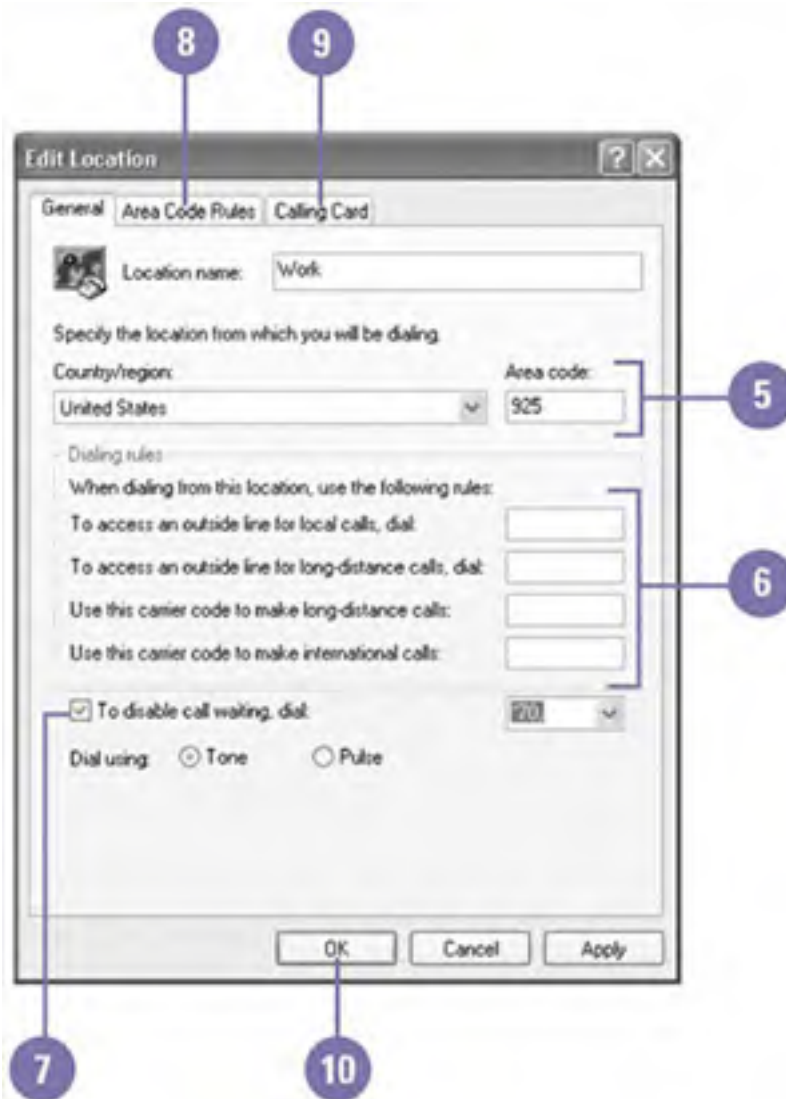 8 9
Edit Location
General Area Code Rules Calling Card
Location name: Work
Specify the location from which you will be dialing.
Country/region: Area code:
United States 925
5
Dialing rules
When dialing from this location, use the following rules:
To access an outside line for local calls, dial:
To access an outside line for long-distance calls, dial:
6
Use this carrier code to make long-distance calls:
Use this carrier code to make international calls:
To disable call waiting, dial:
Dial using: Tone Pulse
OK Cancel Apply
7 10